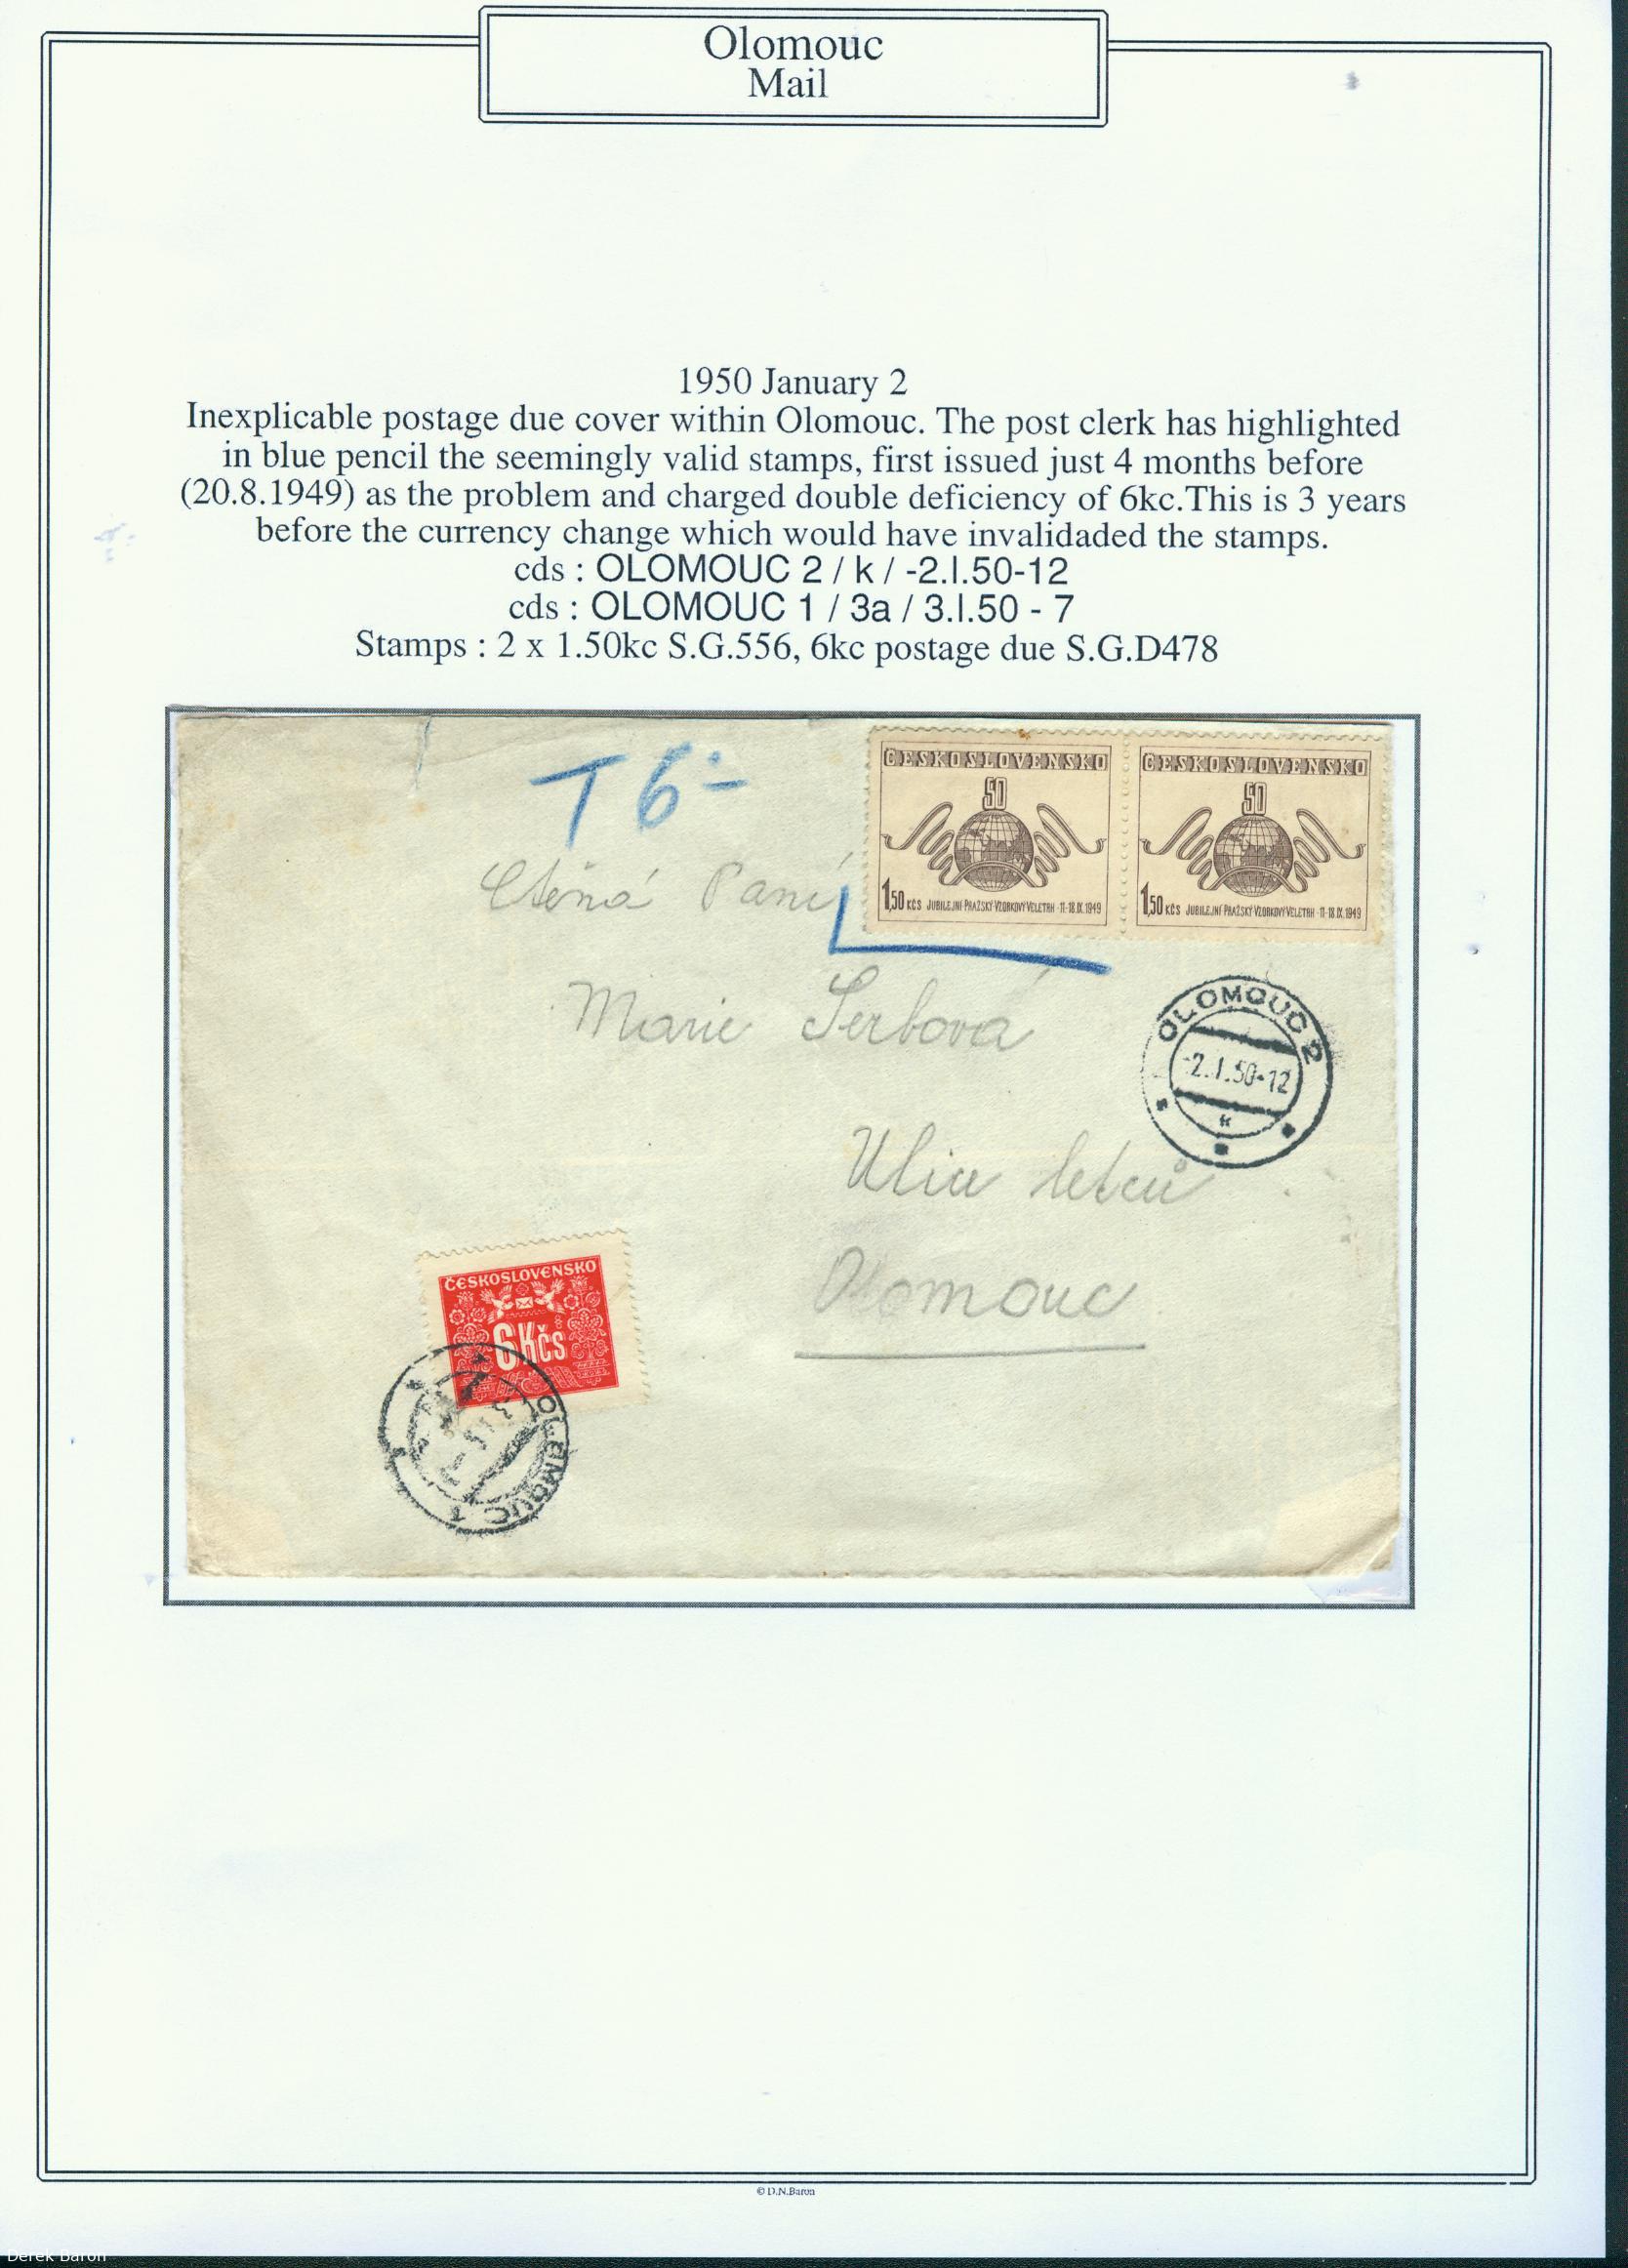 Olomouc
Mail
1950 January 2
Inexplicable postage due cover within Olomouc. The post clerk has highlighted
in blue pencil the seemingly valid stamps, first issued just 4 months before
(20.8.1949) as the problem and charged double deficiency of 6kc.This is 3 years
before the currency change which would have invalidaded the stamps.
cds : OLOMOUC 2 / k / -2.I.50-12
cds : OLOMOUC 1 / 3a / 3.I.50 - 7
Stamps : 2 x 1.50kc S.G.556, 6kc postage due S.G.D478
T 6·-
ČESKOSLOVENSKO
50
1,50 KČS JUBILEJNÍ PRAŽSKÝ VZORKOVÝ VELETRH · 11-18.IX.1949
ČESKOSLOVENSKO
50
1,50 KČS JUBILEJNÍ PRAŽSKÝ VZORKOVÝ VELETRH · 11-18.IX.1949
Ctěná Paní
Marie Serbová
OLOMOUC 2
-2.I.50-12
k
Ulice letců
Olomouc
ČESKOSLOVENSKO
6KČS
OLOMOUC 1
© D.N.Baron
Derek Baron